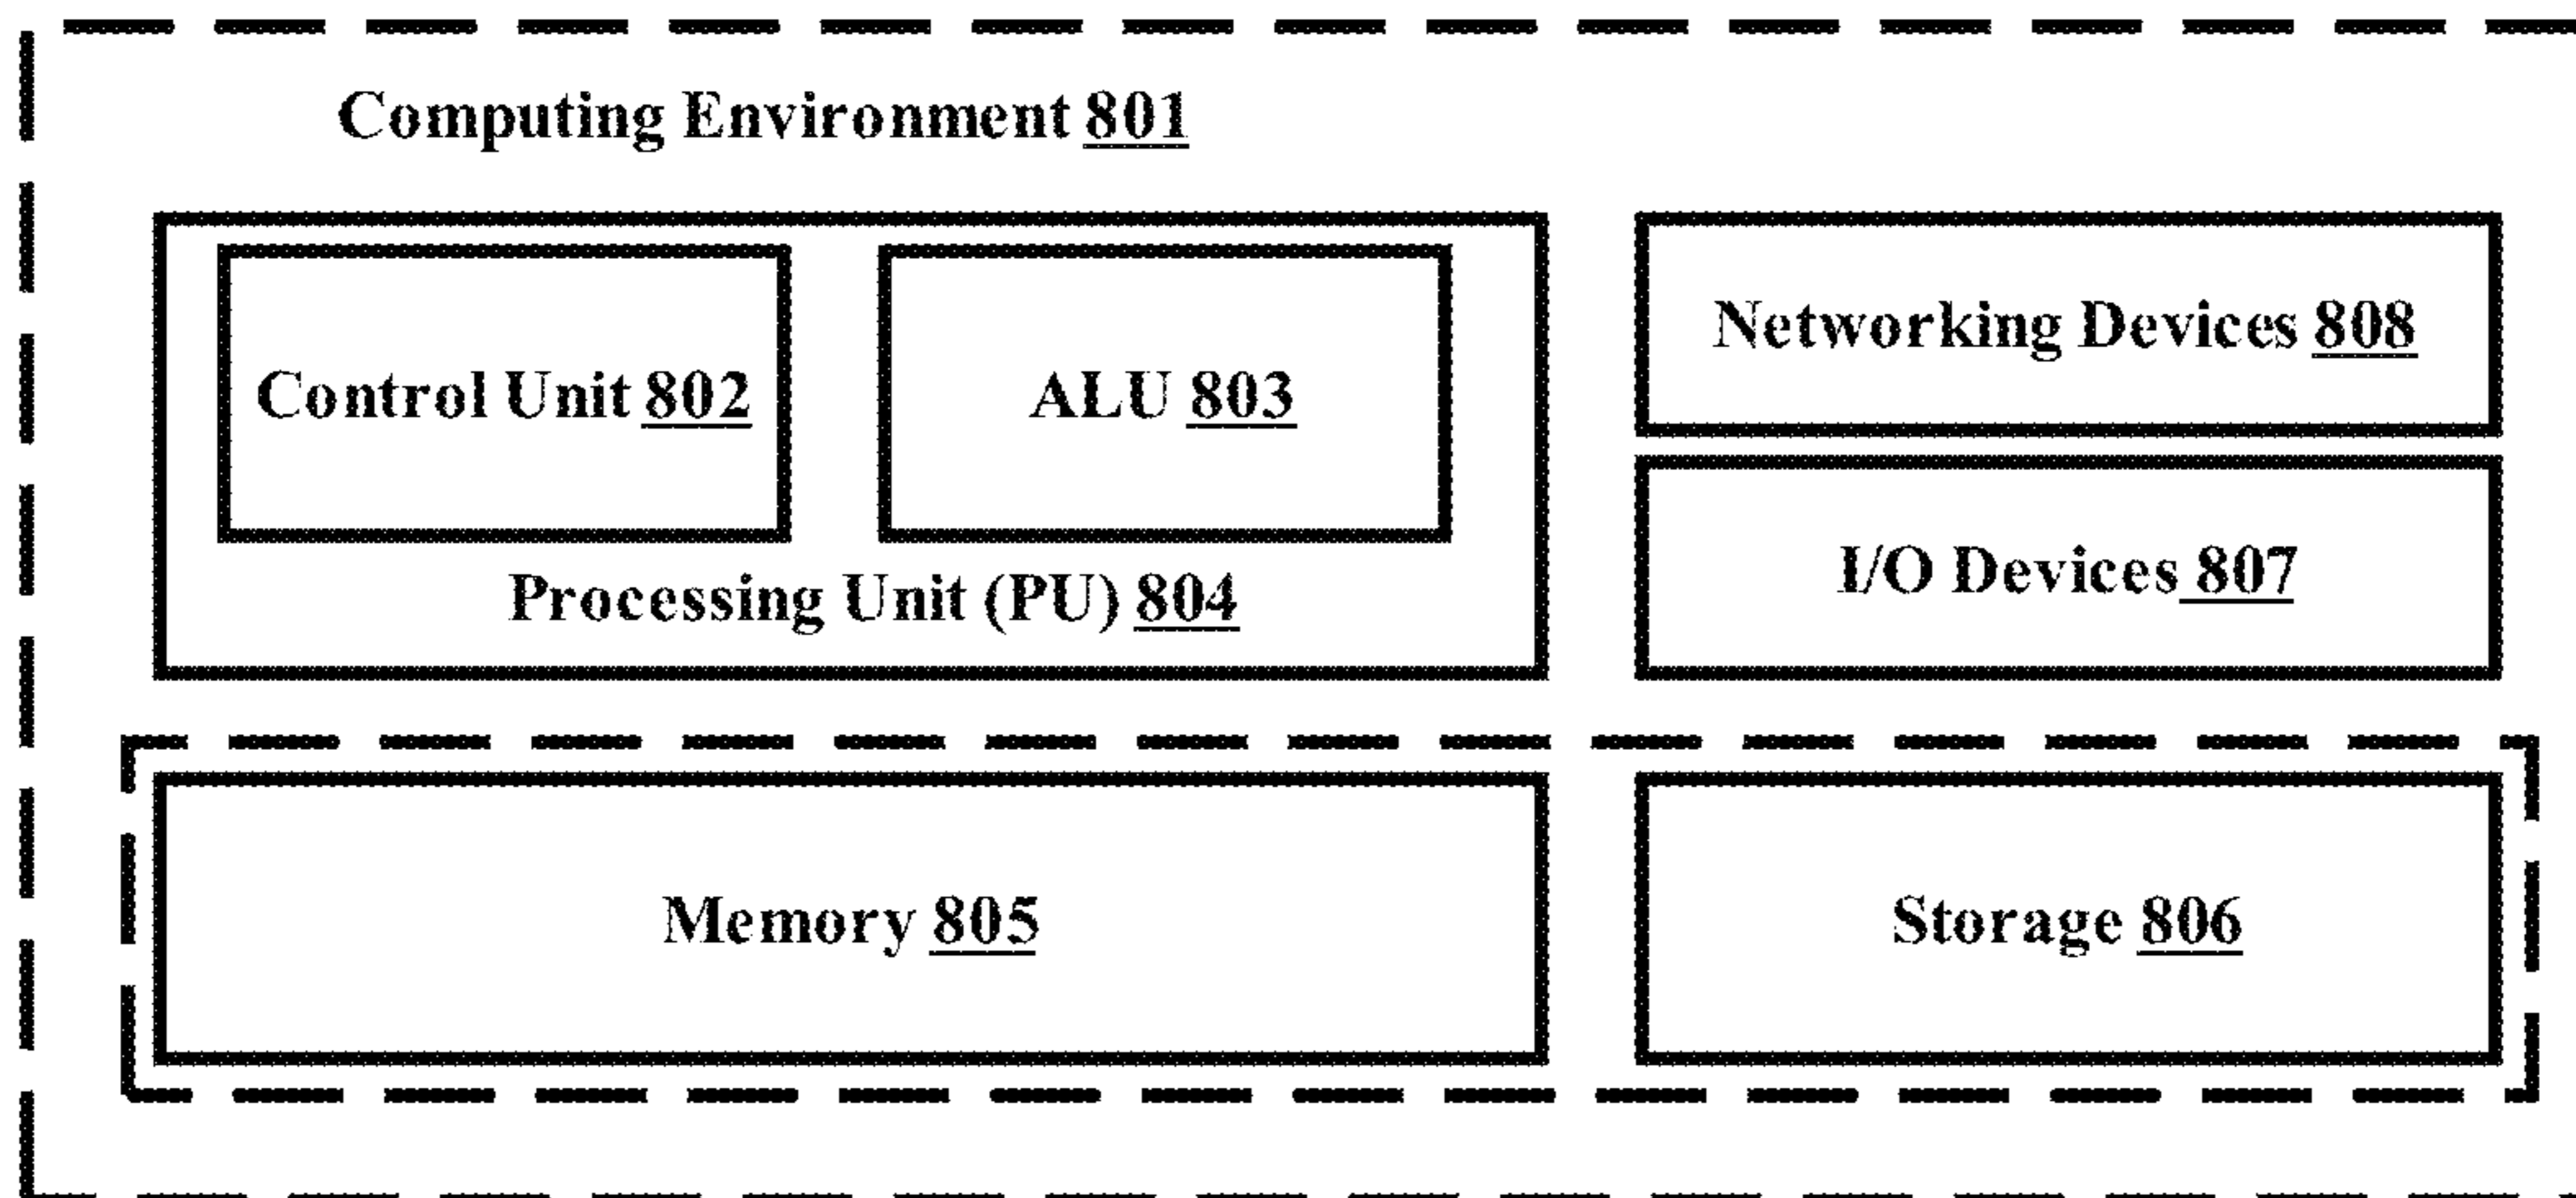 Computing Environment 801
Control Unit 802
ALU 803
Processing Unit (PU) 804
Networking Devices 808
I/O Devices 807
Memory 805
Storage 806